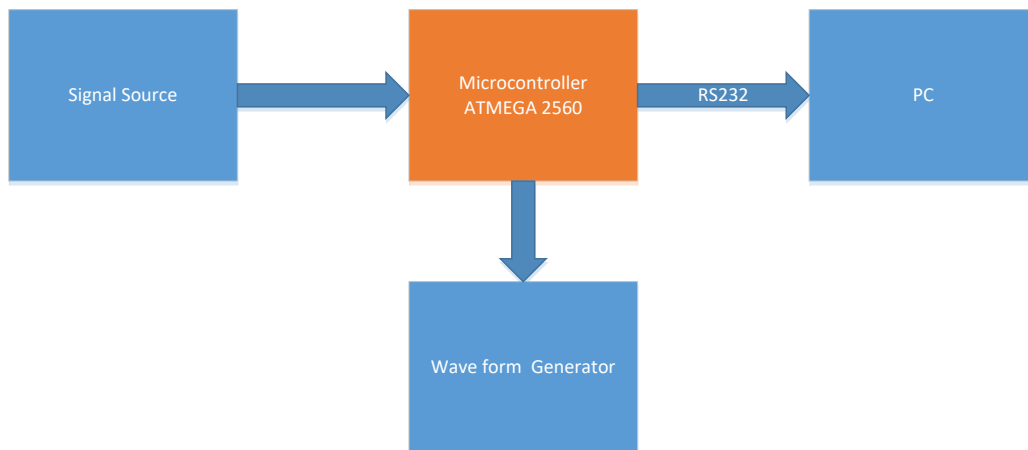 Signal Source
Microcontroller
ATMEGA 2560
RS232
PC
Wave form  Generator